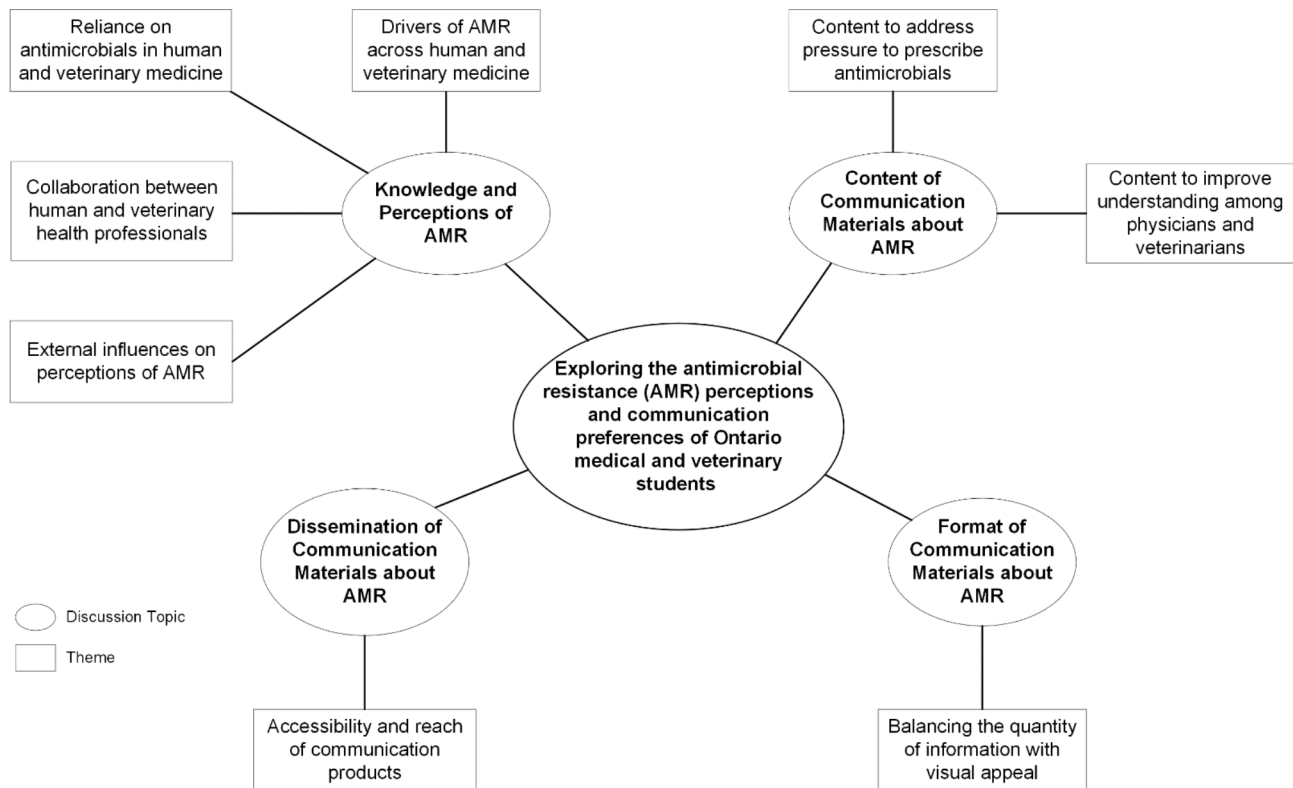 Reliance on
antimicrobials in human
and veterinary medicine
Drivers of AMR
across human and
veterinary medicine
Content to address
pressure to prescribe
antimicrobials
Collaboration between
human and veterinary
health professionals
Knowledge and
Perceptions of
AMR
Content of
Communication
Materials about
AMR
Content to improve
understanding among
physicians and
veterinarians
External influences on
perceptions of AMR
Exploring the antimicrobial
resistance (AMR) perceptions
and communication
preferences of Ontario
medical and veterinary
students
Dissemination of
Communication
Materials about
AMR
Format of
Communication
Materials about
AMR
Discussion Topic
Theme
Accessibility and reach
of communication
products
Balancing the quantity
of information with
visual appeal